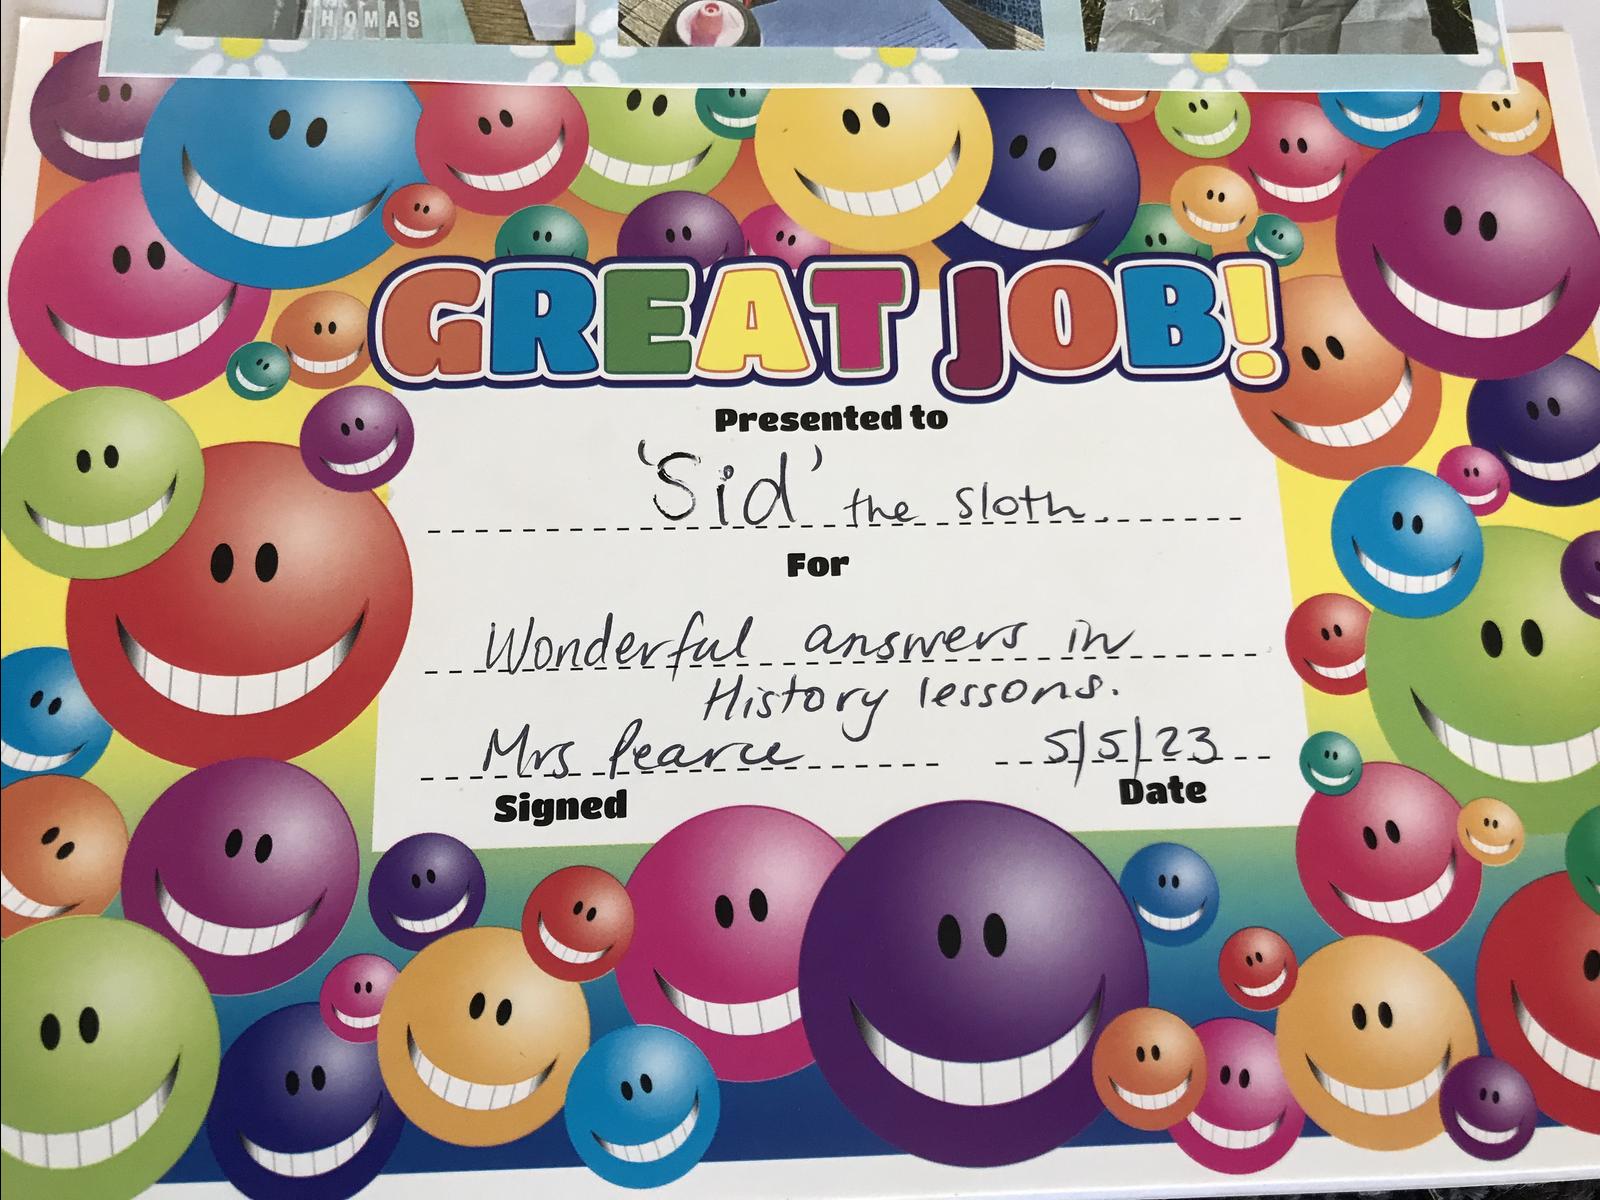 THOMAS
GREAT JOB!
Presented to
'Sid' the Sloth.
For
Wonderful answers in
History lessons.
Mrs Pearce 5/5/23
Signed Date